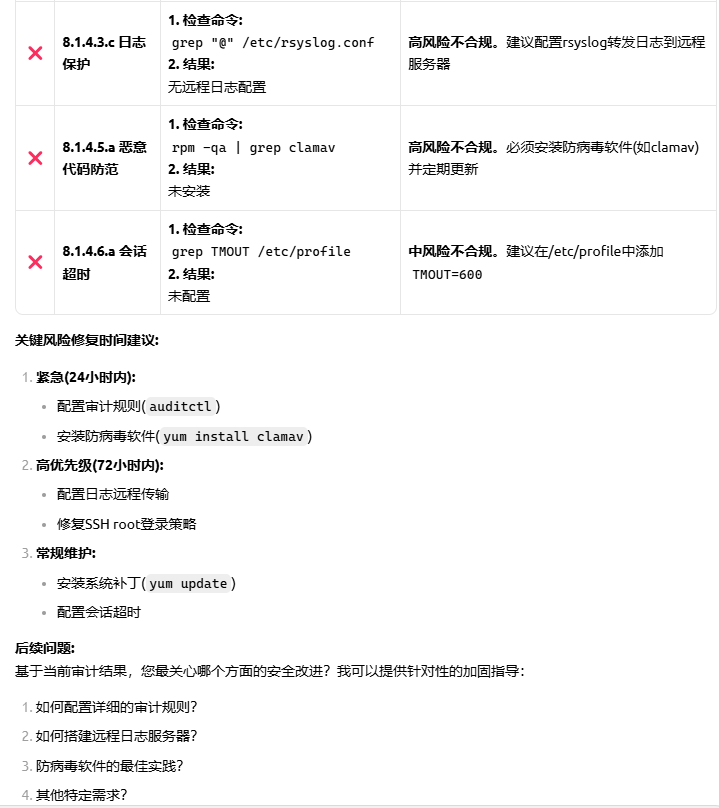 8.1.4.3.c 日志
保护
1. 检查命令:
grep "@" /etc/rsyslog.conf
2. 结果:
无远程日志配置
高风险不合规。建议配置rsyslog转发日志到远程
服务器
8.1.4.5.a 恶意
代码防范
1. 检查命令:
rpm -qa | grep clamav
2. 结果:
未安装
高风险不合规。必须安装防病毒软件(如clamav)
并定期更新
8.1.4.6.a 会话
超时
1. 检查命令:
grep TMOUT /etc/profile
2. 结果:
未配置
中风险不合规。建议在/etc/profile中添加
TMOUT=600
关键风险修复时间建议:
1. 紧急(24小时内):
• 配置审计规则(auditctl)
• 安装防病毒软件(yum install clamav)
2. 高优先级(72小时内):
• 配置日志远程传输
• 修复SSH root登录策略
3. 常规维护:
• 安装系统补丁(yum update)
• 配置会话超时
后续问题:
基于当前审计结果，您最关心哪个方面的安全改进？我可以提供针对性的加固指导：
1. 如何配置详细的审计规则？
2. 如何搭建远程日志服务器？
3. 防病毒软件的最佳实践？
4. 其他特定需求？